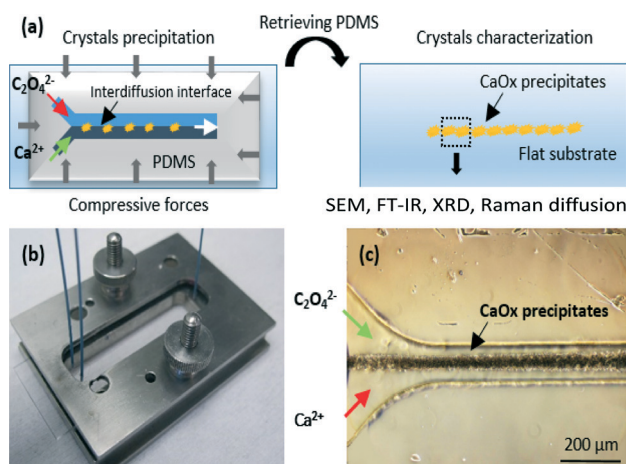 Retrieving PDMS
(a)
Crystals precipitation
Crystals characterization
C₂O₄²⁻
Interdiffusion interface
CaOx precipitates
Ca²⁺
PDMS
Flat substrate
Compressive forces
SEM, FT-IR, XRD, Raman diffusion
(b)
(c)
C₂O₄²⁻
CaOx precipitates
Ca²⁺
200 μm